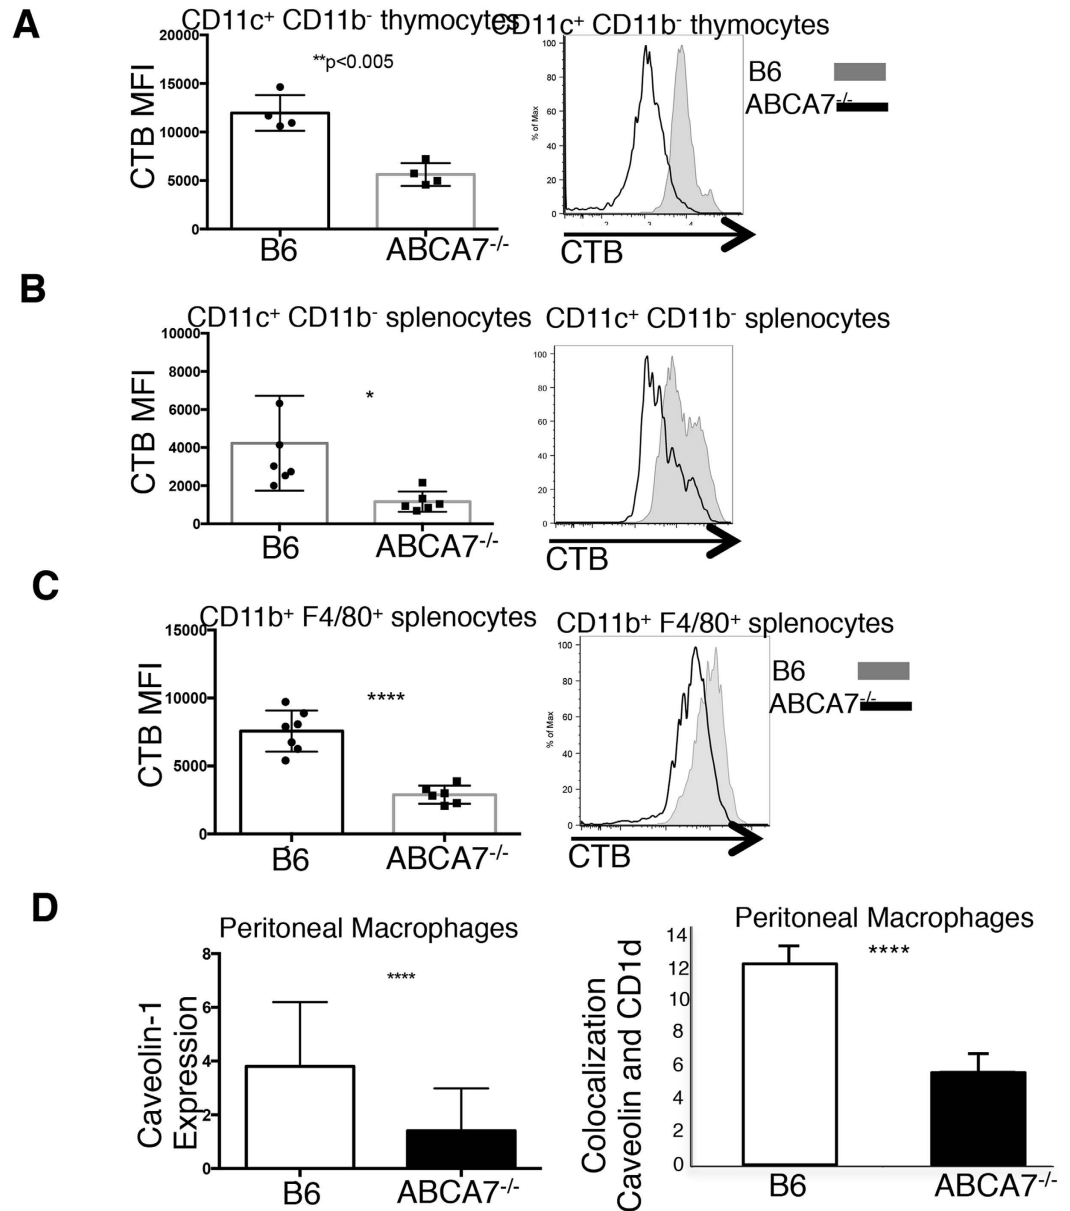 A
CD11c+ CD11b- thymocytes
CD11c+ CD11b- thymocytes
CTB MFI
20000
15000
10000
5000
0
**p<0.005
B6
ABCA7-/-
% of Max
100
80
60
40
20
0
2
3
4
CTB
B6
ABCA7-/-
B
CD11c+ CD11b- splenocytes
CD11c+ CD11b- splenocytes
CTB MFI
10000
8000
6000
4000
2000
0
*
B6
ABCA7-/-
100
80
60
40
20
0
CTB
C
CD11b+ F4/80+ splenocytes
CD11b+ F4/80+ splenocytes
CTB MFI
15000
10000
5000
0
****
B6
ABCA7-/-
% of Max
100
80
60
40
20
0
CTB
B6
ABCA7-/-
D
Peritoneal Macrophages
Caveolin-1
Expression
8
6
4
2
0
****
B6
ABCA7-/-
Peritoneal Macrophages
Colocalization
Caveolin and CD1d
14
12
10
8
6
4
2
0
****
B6
ABCA7-/-